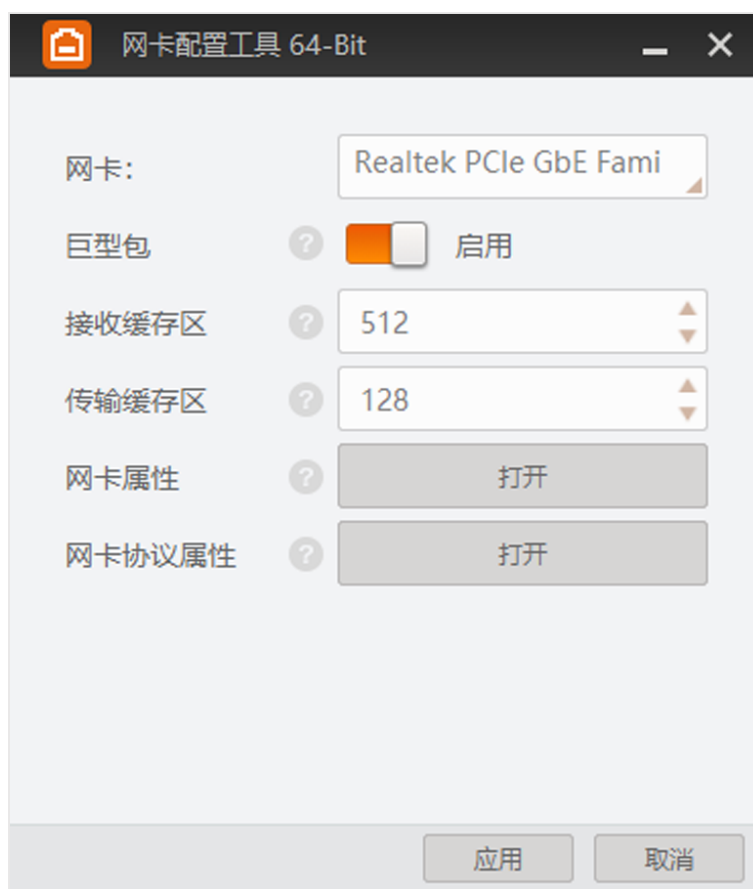 网卡配置工具 64-Bit
网卡: Realtek PCIe GbE Fami
巨型包 ? 启用
接收缓存区 ? 512
传输缓存区 ? 128
网卡属性 ? 打开
网卡协议属性 ? 打开
应用 取消